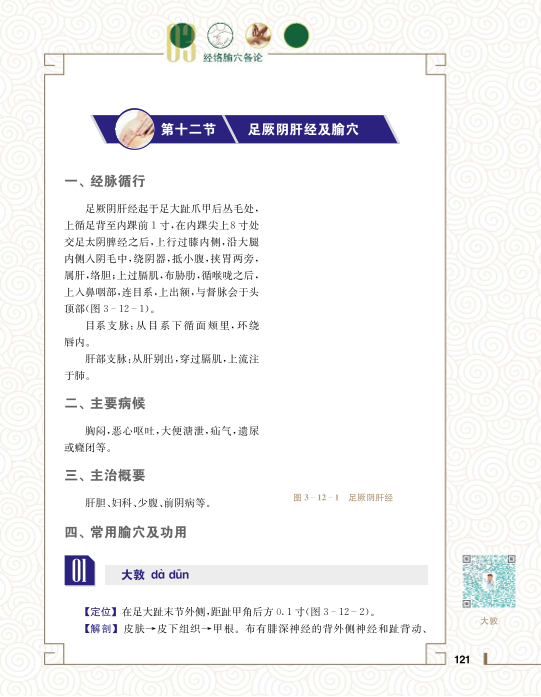 03
经络腧穴各论
第十二节 足厥阴肝经及腧穴
一、经脉循行
足厥阴肝经起于足大趾爪甲后丛毛处,
上循足背至内踝前1寸,在内踝尖上8寸处
交足太阴脾经之后,上行过膝内侧,沿大腿
内侧入阴毛中,绕阴器,抵小腹,挟胃两旁,
属肝,络胆;上过膈肌,布胁肋,循喉咙之后,
上入鼻咽部,连目系,上出额,与督脉会于头
顶部(图3-12-1)。
目系支脉:从目系下循面颊里,环绕
唇内。
肝部支脉:从肝别出,穿过膈肌,上流注
于肺。
二、主要病候
胸闷,恶心呕吐,大便溏泄,疝气,遗尿
或癃闭等。
三、主治概要
肝胆、妇科、少腹、前阴病等。
图3-12-1 足厥阴肝经
四、常用腧穴及功用
01 大敦 dà dūn
【定位】在足大趾末节外侧,距趾甲角后方0.1寸(图3-12-2)。
【解剖】皮肤→皮下组织→甲根。布有腓深神经的背外侧神经和趾背动、
大敦
121